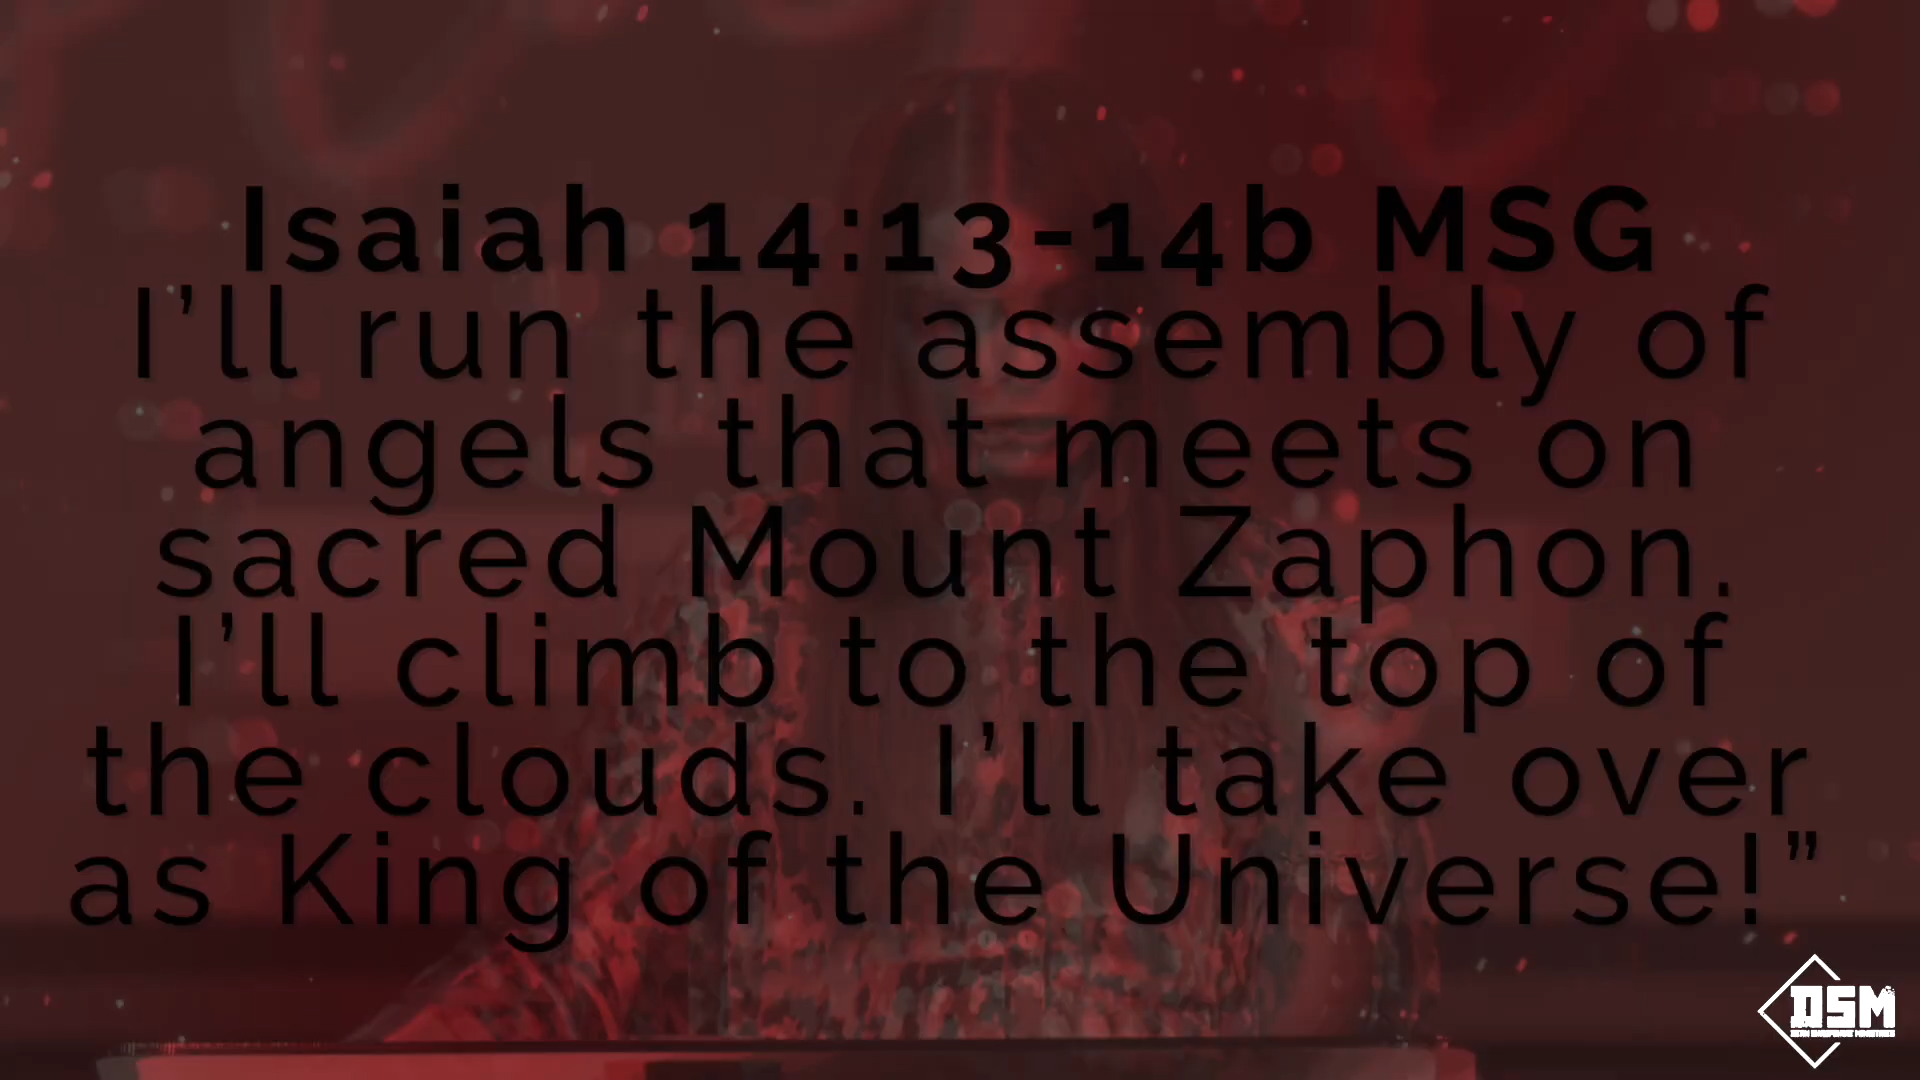 Isaiah 14:13-14b MSG
I’ll run the assembly of
angels that meets on
sacred Mount Zaphon.
I’ll climb to the top of
the clouds. I’ll take over
as King of the Universe!”
DSM